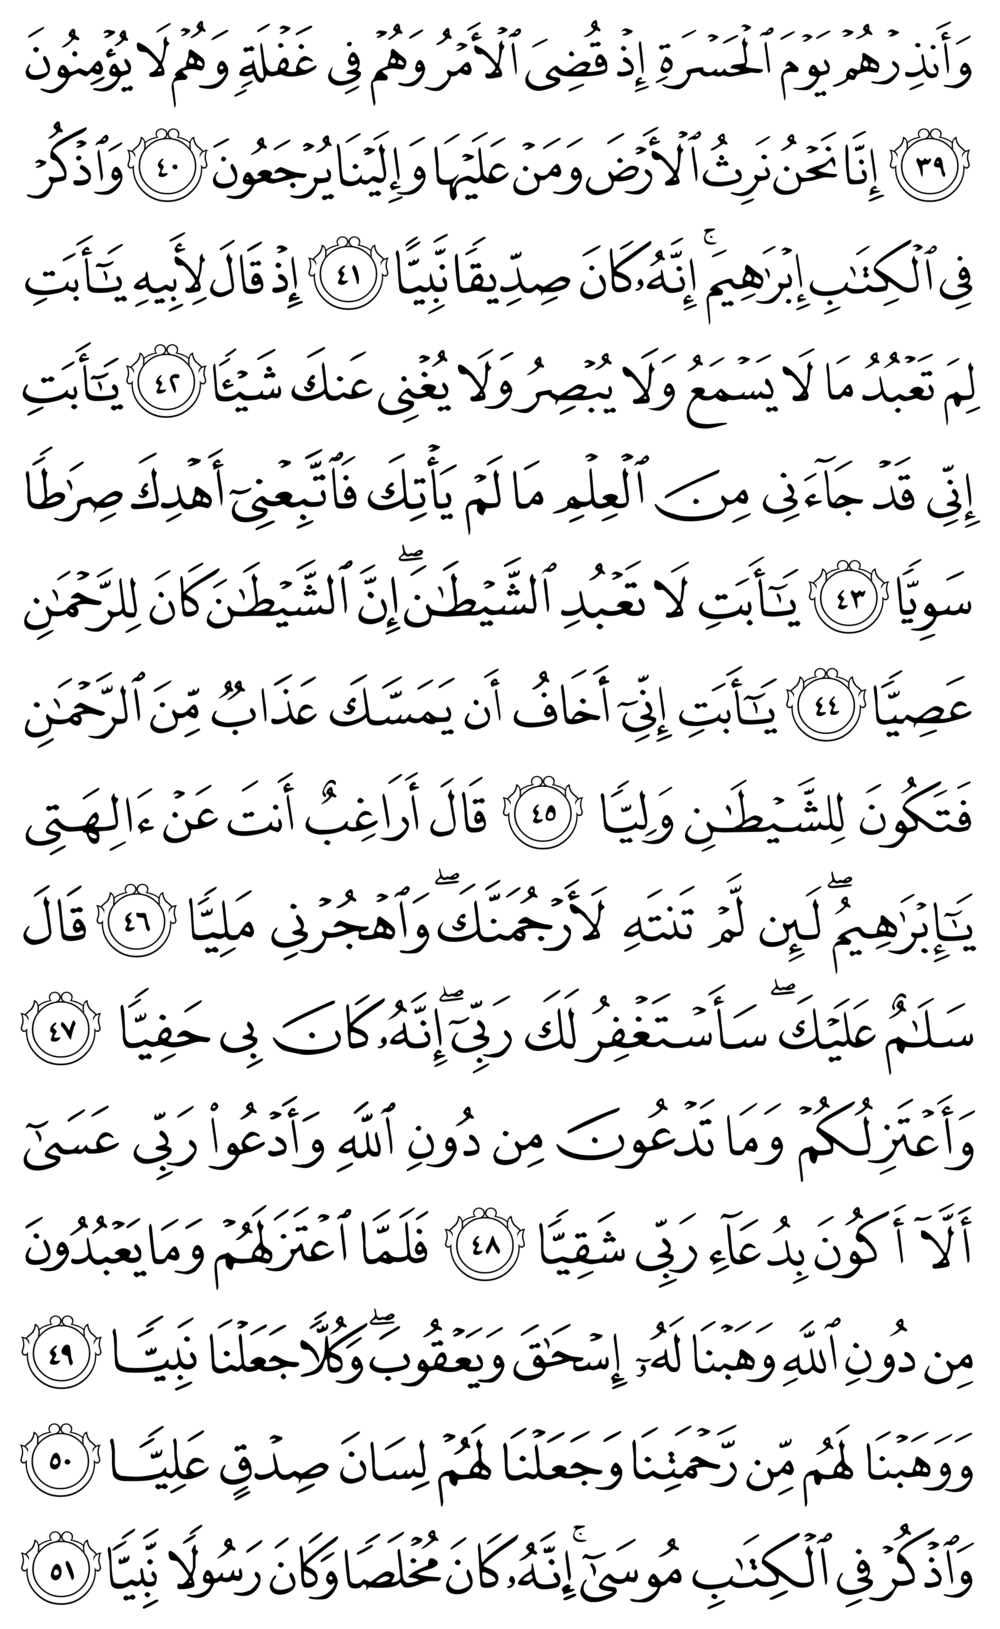 وَأَنذِرْهُمْ يَوْمَ ٱلْحَسْرَةِ إِذْ قُضِىَ ٱلْأَمْرُ وَهُمْ فِى غَفْلَةٍ وَهُمْ لَا يُؤْمِنُونَ
٣٩ إِنَّا نَحْنُ نَرِثُ ٱلْأَرْضَ وَمَنْ عَلَيْهَا وَإِلَيْنَا يُرْجَعُونَ ٤٠ وَٱذْكُرْ
فِى ٱلْكِتَـٰبِ إِبْرَٰهِيمَ ۚ إِنَّهُۥ كَانَ صِدِّيقًا نَّبِيًّا ٤١ إِذْ قَالَ لِأَبِيهِ يَـٰٓأَبَتِ
لِمَ تَعْبُدُ مَا لَا يَسْمَعُ وَلَا يُبْصِرُ وَلَا يُغْنِى عَنكَ شَيْـًٔا ٤٢ يَـٰٓأَبَتِ
إِنِّى قَدْ جَآءَنِى مِنَ ٱلْعِلْمِ مَا لَمْ يَأْتِكَ فَٱتَّبِعْنِىٓ أَهْدِكَ صِرَٰطًا
سَوِيًّا ٤٣ يَـٰٓأَبَتِ لَا تَعْبُدِ ٱلشَّيْطَـٰنَ ۖ إِنَّ ٱلشَّيْطَـٰنَ كَانَ لِلرَّحْمَـٰنِ
عَصِيًّا ٤٤ يَـٰٓأَبَتِ إِنِّىٓ أَخَافُ أَن يَمَسَّكَ عَذَابٌ مِّنَ ٱلرَّحْمَـٰنِ
فَتَكُونَ لِلشَّيْطَـٰنِ وَلِيًّا ٤٥ قَالَ أَرَاغِبٌ أَنتَ عَنْ ءَالِهَتِى
يَـٰٓإِبْرَٰهِيمُ ۖ لَئِن لَّمْ تَنتَهِ لَأَرْجُمَنَّكَ ۖ وَٱهْجُرْنِى مَلِيًّا ٤٦ قَالَ
سَلَـٰمٌ عَلَيْكَ ۖ سَأَسْتَغْفِرُ لَكَ رَبِّىٓ ۖ إِنَّهُۥ كَانَ بِى حَفِيًّا ٤٧
وَأَعْتَزِلُكُمْ وَمَا تَدْعُونَ مِن دُونِ ٱللَّهِ وَأَدْعُوا۟ رَبِّى عَسَىٰٓ
أَلَّآ أَكُونَ بِدُعَآءِ رَبِّى شَقِيًّا ٤٨ فَلَمَّا ٱعْتَزَلَهُمْ وَمَا يَعْبُدُونَ
مِن دُونِ ٱللَّهِ وَهَبْنَا لَهُۥٓ إِسْحَـٰقَ وَيَعْقُوبَ ۖ وَكُلًّا جَعَلْنَا نَبِيًّا ٤٩
وَوَهَبْنَا لَهُم مِّن رَّحْمَتِنَا وَجَعَلْنَا لَهُمْ لِسَانَ صِدْقٍ عَلِيًّا ٥٠
وَٱذْكُرْ فِى ٱلْكِتَـٰبِ مُوسَىٰٓ ۚ إِنَّهُۥ كَانَ مُخْلَصًا وَكَانَ رَسُولًا نَّبِيًّا ٥١